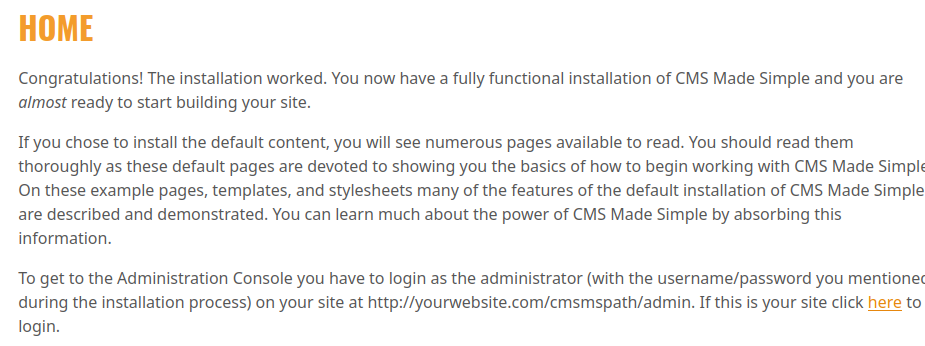 HOME
Congratulations! The installation worked. You now have a fully functional installation of CMS Made Simple and you are
almost ready to start building your site.
If you chose to install the default content, you will see numerous pages available to read. You should read them
thoroughly as these default pages are devoted to showing you the basics of how to begin working with CMS Made Simple
On these example pages, templates, and stylesheets many of the features of the default installation of CMS Made Simple
are described and demonstrated. You can learn much about the power of CMS Made Simple by absorbing this
information.
To get to the Administration Console you have to login as the administrator (with the username/password you mentioned
during the installation process) on your site at http://yourwebsite.com/cmsmspath/admin. If this is your site click here to
login.